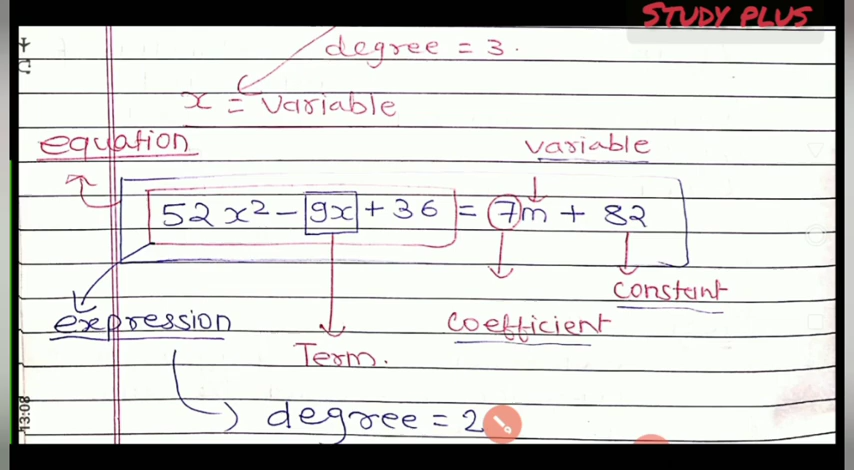 STUDY PLUS
degree = 3.
x = variable
equation
variable
52x² - 9x + 36 = 7m + 82
constant
expression
coefficient
Term.
degree = 2
13:08